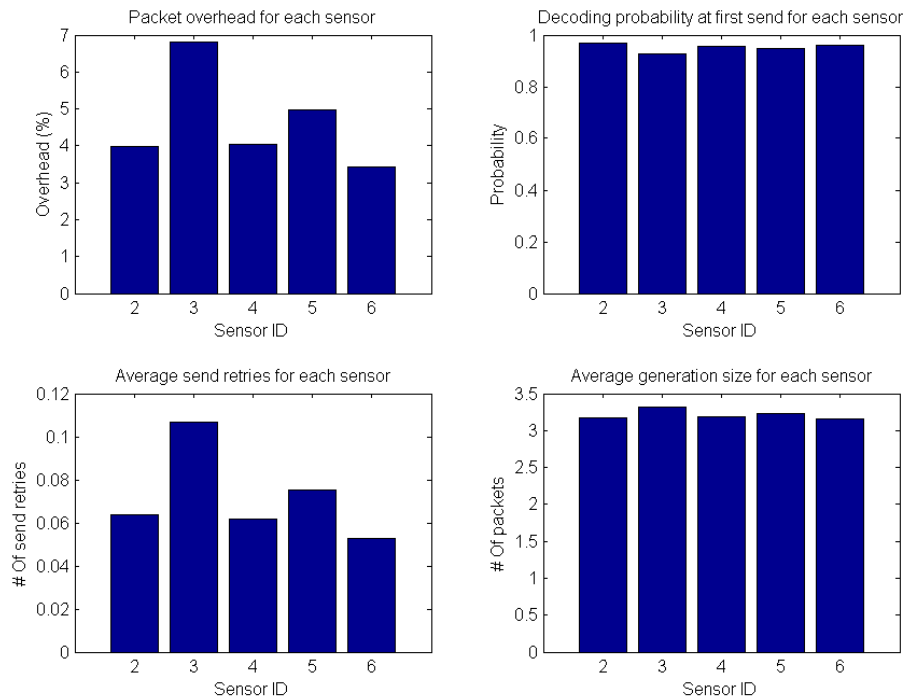 Packet overhead for each sensor
7
6
5
4
3
2
1
0
Overhead (%)
2 3 4 5 6
Sensor ID
Decoding probability at first send for each sensor
1
0.8
0.6
0.4
0.2
0
Probability
2 3 4 5 6
Sensor ID
Average send retries for each sensor
0.12
0.1
0.08
0.06
0.04
0.02
0
# Of send retries
2 3 4 5 6
Sensor ID
Average generation size for each sensor
3.5
3
2.5
2
1.5
1
0.5
0
# Of packets
2 3 4 5 6
Sensor ID